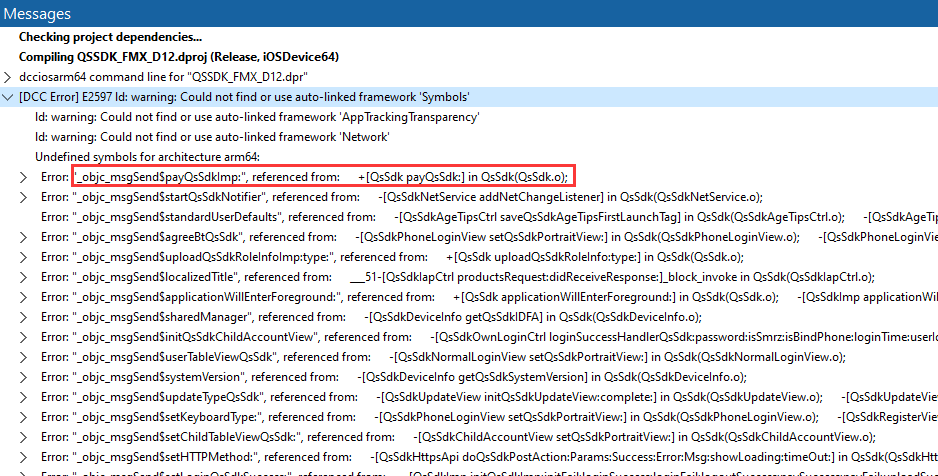 Messages
Checking project dependencies...
Compiling QSSDK_FMX_D12.dproj (Release, iOSDevice64)
dcciosarm64 command line for "QSSDK_FMX_D12.dpr"
[DCC Error] E2597 ld: warning: Could not find or use auto-linked framework 'Symbols'
ld: warning: Could not find or use auto-linked framework 'AppTrackingTransparency'
ld: warning: Could not find or use auto-linked framework 'Network'
Undefined symbols for architecture arm64:
Error: "_objc_msgSend$payQsSdkImp:", referenced from: +[QsSdk payQsSdk:] in QsSdk(QsSdk.o);
Error: "_objc_msgSend$startQsSdkNotifier", referenced from: -[QsSdkNetService addNetChangeListener] in QsSdk(QsSdkNetService.o);
Error: "_objc_msgSend$standardUserDefaults", referenced from: -[QsSdkAgeTipsCtrl saveQsSdkAgeTipsFirstLaunchTag] in QsSdk(QsSdkAgeTipsCtrl.o); -[QsSdkAgeTip
Error: "_objc_msgSend$agreeBtQsSdk", referenced from: -[QsSdkPhoneLoginView setQsSdkPortraitView:] in QsSdk(QsSdkPhoneLoginView.o); -[QsSdkPhoneLoginVie
Error: "_objc_msgSend$uploadQsSdkRoleInfoImp:type:", referenced from: +[QsSdk uploadQsSdkRoleInfo:type:] in QsSdk(QsSdk.o);
Error: "_objc_msgSend$localizedTitle", referenced from: ___51-[QsSdkIapCtrl productsRequest:didReceiveResponse:]_block_invoke in QsSdk(QsSdkIapCtrl.o);
Error: "_objc_msgSend$applicationWillEnterForeground:", referenced from: +[QsSdk applicationWillEnterForeground:] in QsSdk(QsSdk.o); -[QsSdkImp applicationWil
Error: "_objc_msgSend$sharedManager", referenced from: -[QsSdkDeviceInfo getQsSdkIDFA] in QsSdk(QsSdkDeviceInfo.o);
Error: "_objc_msgSend$initQsSdkChildAccountView", referenced from: -[QsSdkOwnLoginCtrl loginSuccessHandlerQsSdk:password:isSmrz:isBindPhone:loginTime:userId
Error: "_objc_msgSend$userTableViewQsSdk", referenced from: -[QsSdkNormalLoginView setQsSdkPortraitView:] in QsSdk(QsSdkNormalLoginView.o);
Error: "_objc_msgSend$systemVersion", referenced from: -[QsSdkDeviceInfo getQsSdkSystemVersion] in QsSdk(QsSdkDeviceInfo.o);
Error: "_objc_msgSend$updateTypeQsSdk", referenced from: -[QsSdkUpdateView initQsSdkUpdateView:complete:] in QsSdk(QsSdkUpdateView.o); -[QsSdkUpdateView
Error: "_objc_msgSend$setKeyboardType:", referenced from: -[QsSdkPhoneLoginView setQsSdkPortraitView:] in QsSdk(QsSdkPhoneLoginView.o); -[QsSdkRegisterVie
Error: "_objc_msgSend$setChildTableViewQsSdk:", referenced from: -[QsSdkChildAccountView setQsSdkPortraitView:] in QsSdk(QsSdkChildAccountView.o);
Error: "_objc_msgSend$setHTTPMethod:", referenced from: -[QsSdkHttpsApi doQsSdkPostAction:Params:Success:Error:Msg:showLoading:timeOut:] in QsSdk(QsSdkHt